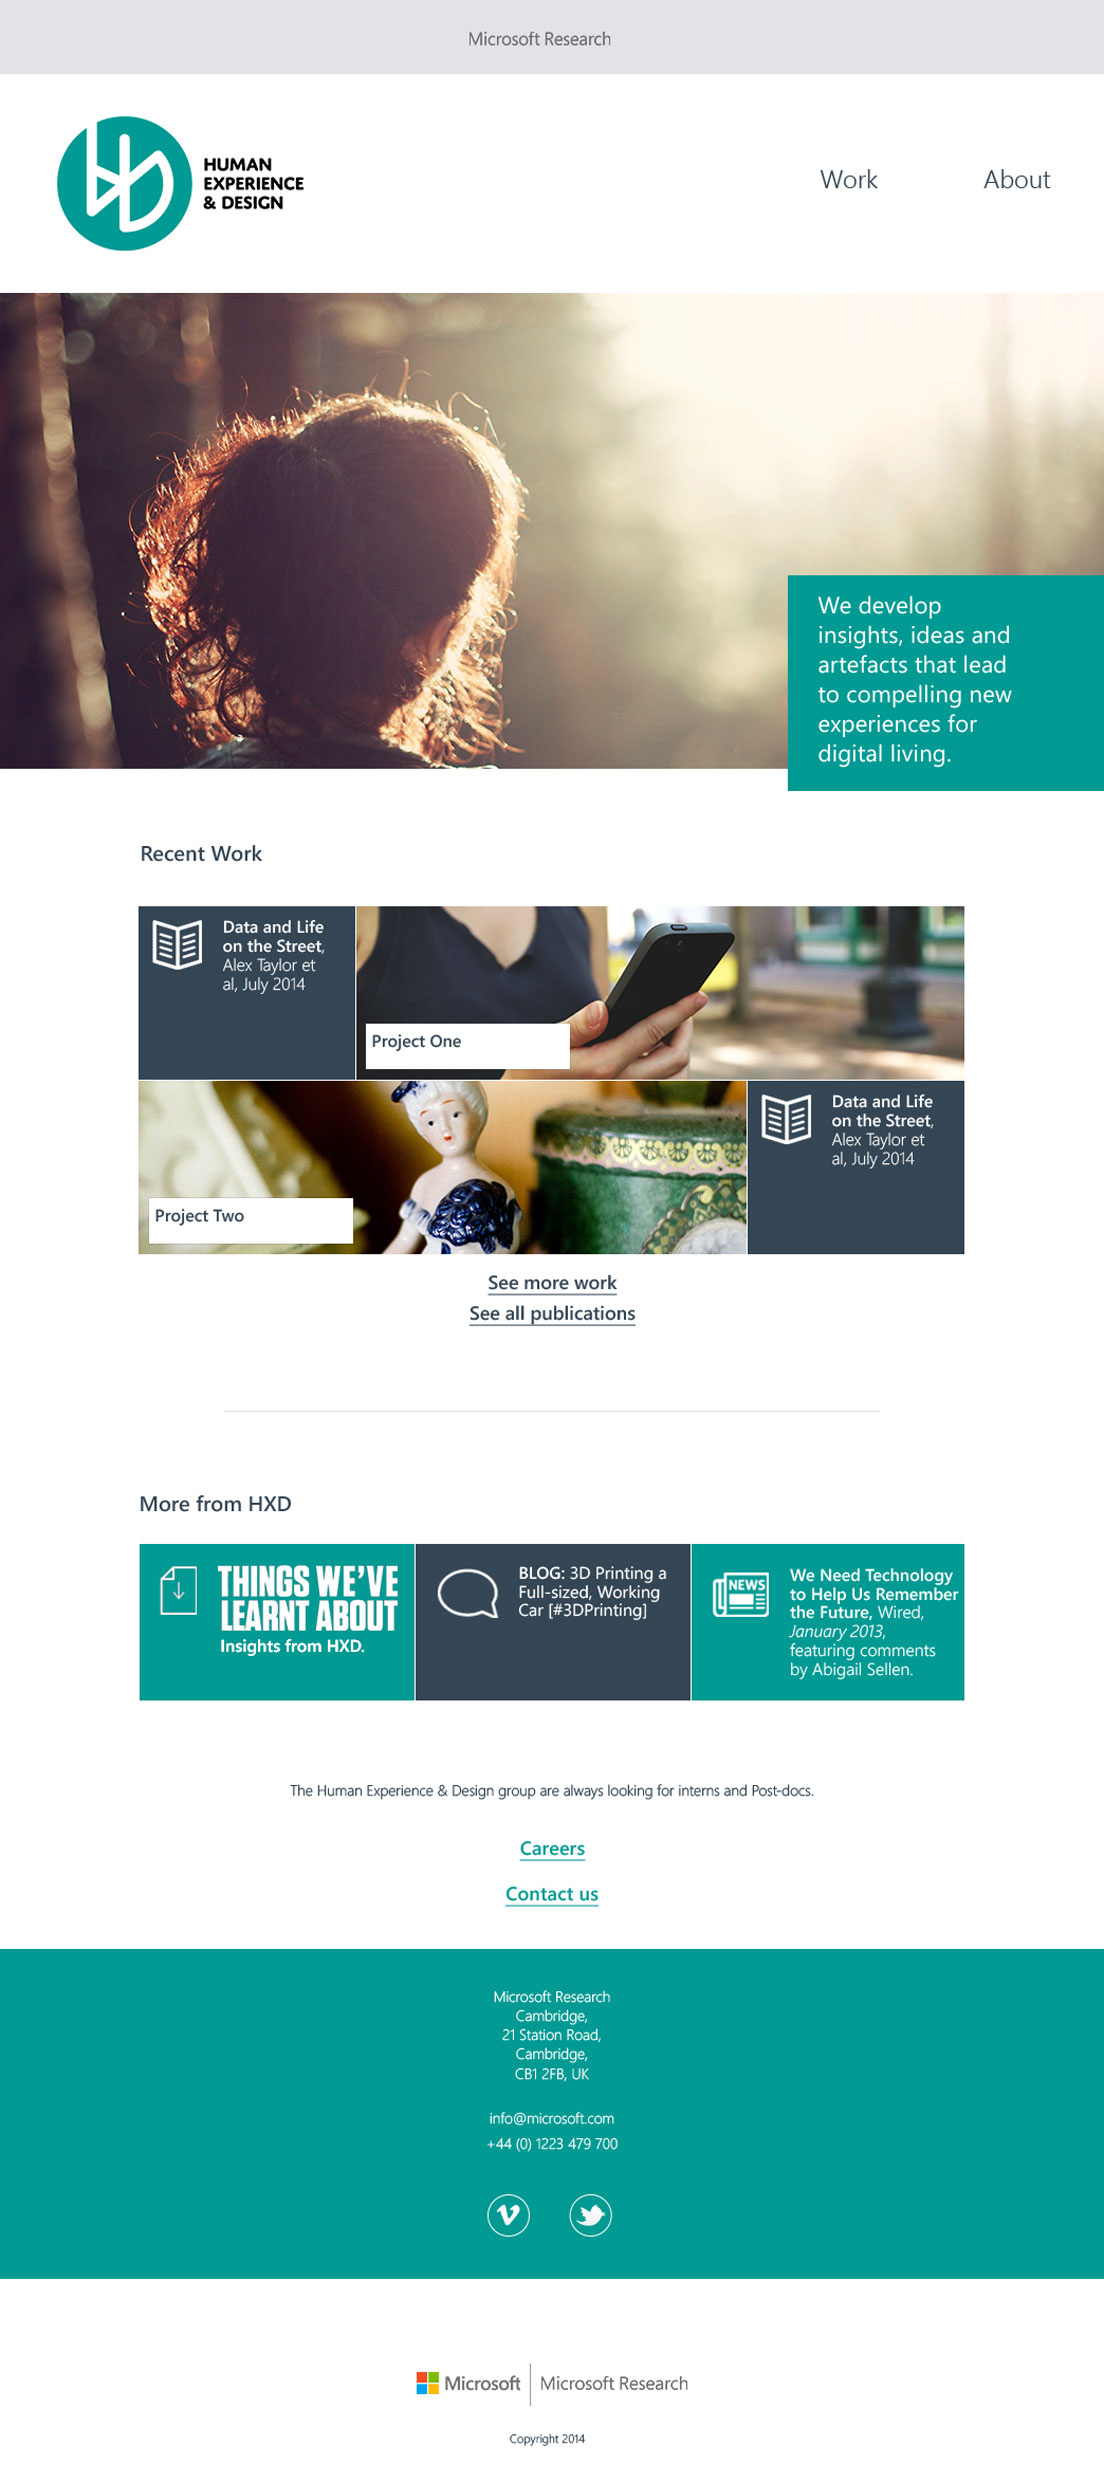 Microsoft Research
HUMAN
EXPERIENCE
& DESIGN
Work
About
We develop
insights, ideas and
artefacts that lead
to compelling new
experiences for
digital living.
Recent Work
Data and Life
on the Street,
Alex Taylor et
al, July 2014
Project One
Project Two
Data and Life
on the Street,
Alex Taylor et
al, July 2014
See more work
See all publications
More from HXD
THINGS WE'VE
LEARNT ABOUT
Insights from HXD.
BLOG: 3D Printing a
Full-sized, Working
Car [#3DPrinting]
NEWS
We Need Technology
to Help Us Remember
the Future, Wired,
January 2013,
featuring comments
by Abigail Sellen.
The Human Experience & Design group are always looking for interns and Post-docs.
Careers
Contact us
Microsoft Research
Cambridge,
21 Station Road,
Cambridge,
CB1 2FB, UK
info@microsoft.com
+44 (0) 1223 479 700
Microsoft | Microsoft Research
Copyright 2014